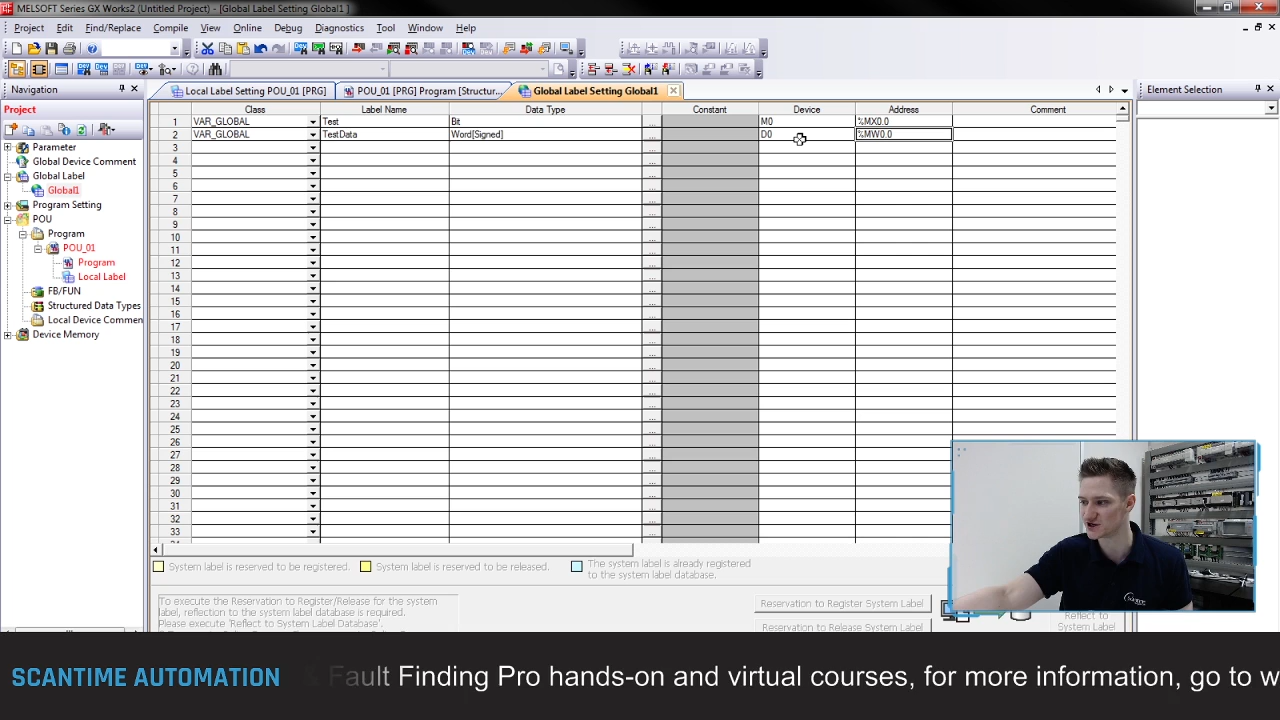 MELSOFT Series GX Works2 (Untitled Project) - [Global Label Setting Global1 ]
Project Edit Find/Replace Compile View Online Debug Diagnostics Tool Window Help
Navigation
Local Label Setting POU_01 [PRG]
POU_01 [PRG] Program [Structur...
Global Label Setting Global1
Element Selection
Project
Parameter
Global Device Comment
Global Label
Global1
Program Setting
POU
Program
POU_01
Program
Local Label
FB/FUN
Structured Data Types
Local Device Commen
Device Memory
Class Label Name Data Type Constant Device Address Comment
1 VAR_GLOBAL Test Bit ... M0 %MX0.0
2 VAR_GLOBAL TestData Word[Signed] ... D0 %MW0.0
3 ...
4 ...
5 ...
6 ...
7 ...
8 ...
9 ...
10 ...
11 ...
12 ...
13 ...
14 ...
15 ...
16 ...
17 ...
18 ...
19 ...
20 ...
21 ...
22 ...
23 ...
24 ...
25 ...
26 ...
27 ...
28 ...
29 ...
30 ...
31 ...
32 ...
33 ...
System label is reserved to be registered.
System label is reserved to be released.
The system label is already registered
to the system label database.
To execute the Reservation to Register/Release for the system
label, reflection to the system label database is required.
Please execute 'Reflect to System Label Database'.
Reservation to Register System Label
Reservation to Release System Label
Reflect to
System Label
SCANTIME AUTOMATION
& Fault Finding Pro hands-on and virtual courses, for more information, go to w